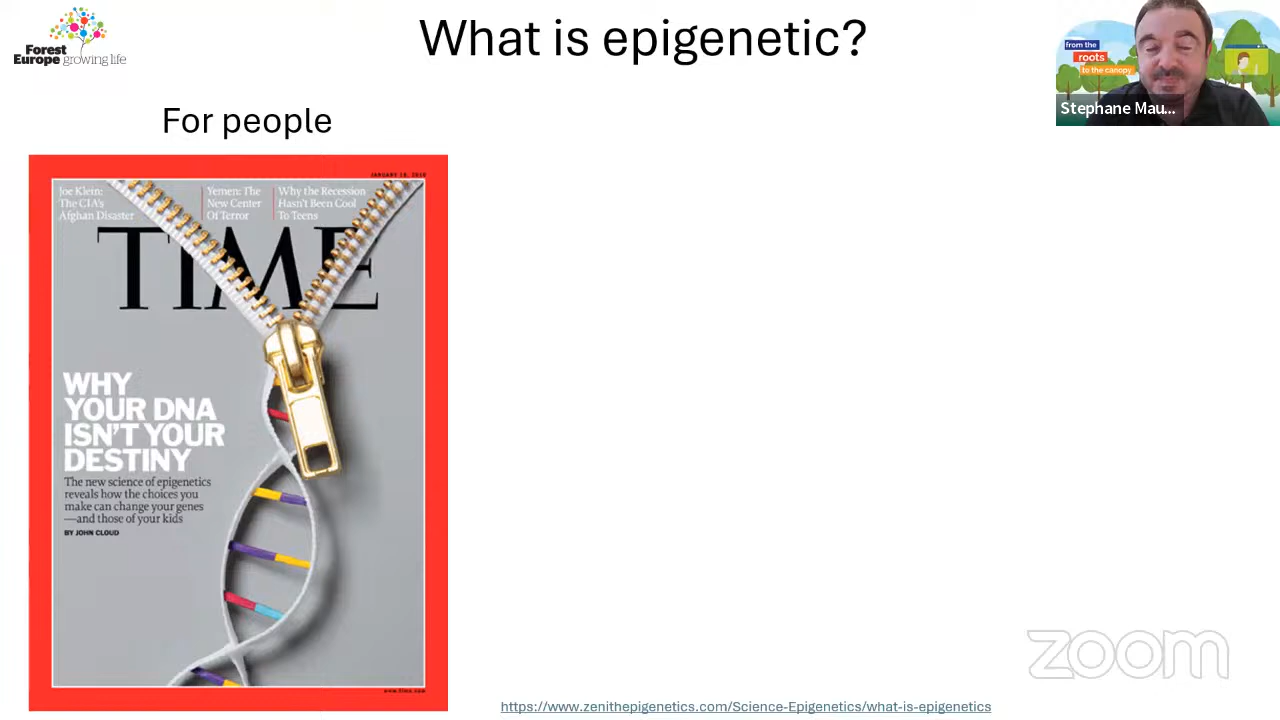 Forest
Europe growing life
What is epigenetic?
from the
roots
to the canopy
Stephane Mau...
For people
JANUARY 18, 2010
Joe Klein:
The CIA's
Afghan Disaster
Yemen: The
New Center
Of Terror
Why the Recession
Hasn't Been Cool
To Teens
TIME
WHY
YOUR DNA
ISN'T YOUR
DESTINY
The new science of epigenetics
reveals how the choices you
make can change your genes
—and those of your kids
BY JOHN CLOUD
www.time.com
zoom
https://www.zenithepigenetics.com/Science-Epigenetics/what-is-epigenetics